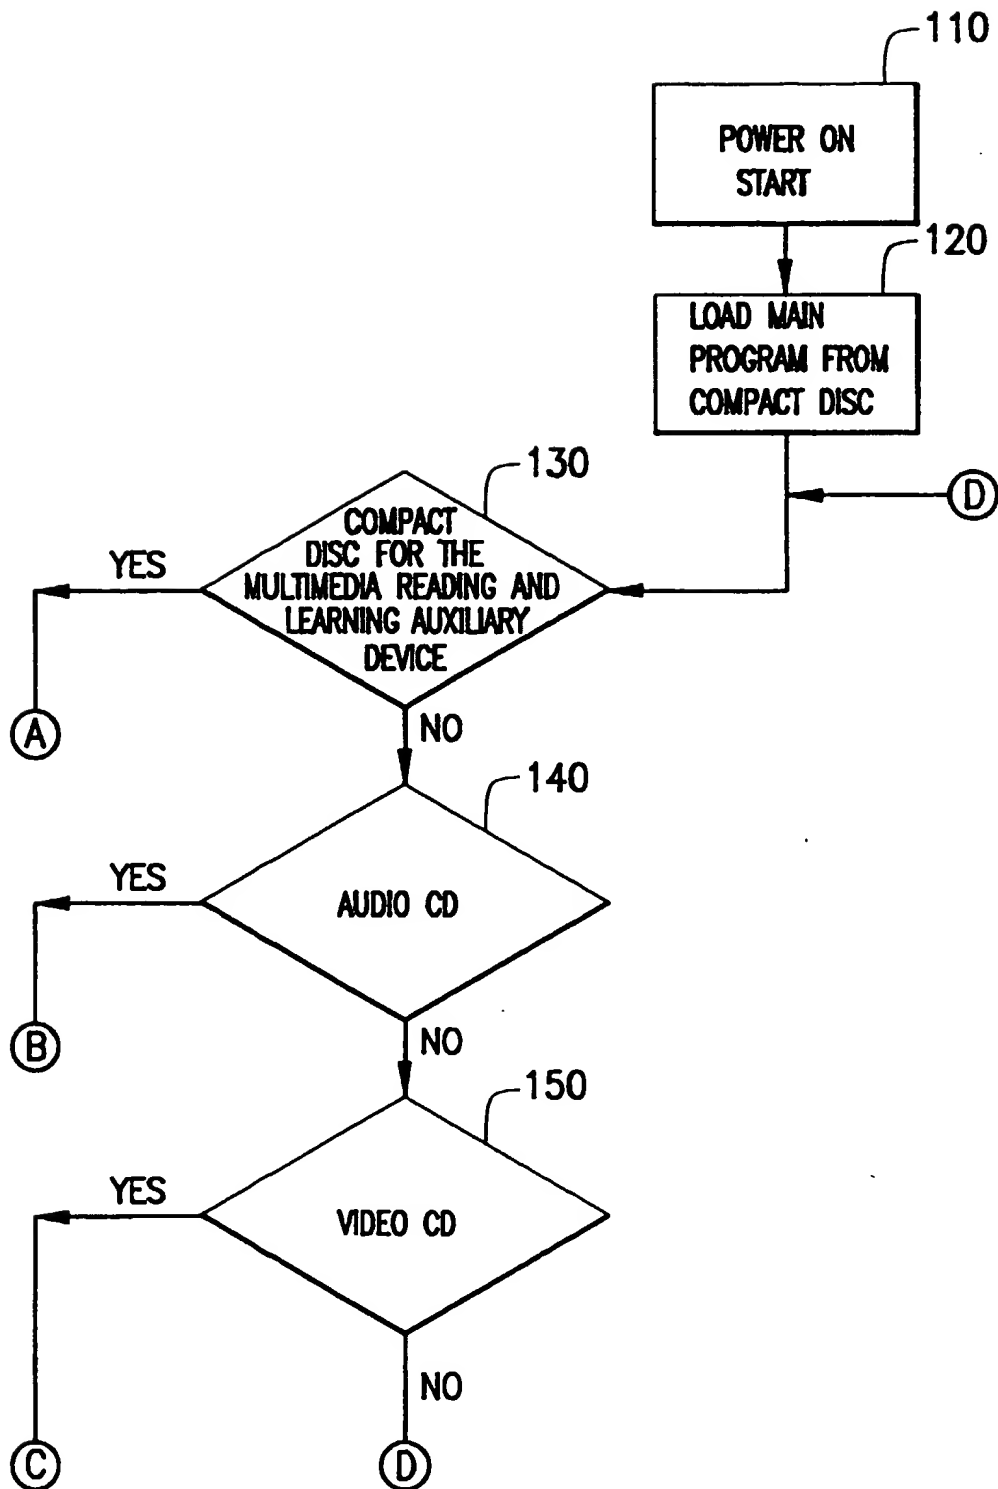 110
POWER ON
START
120
LOAD MAIN
PROGRAM FROM
COMPACT DISC
D
130
COMPACT
DISC FOR THE
MULTIMEDIA READING AND
LEARNING AUXILIARY
DEVICE
YES
A
NO
140
YES
AUDIO CD
B
NO
150
YES
VIDEO CD
NO
C
D